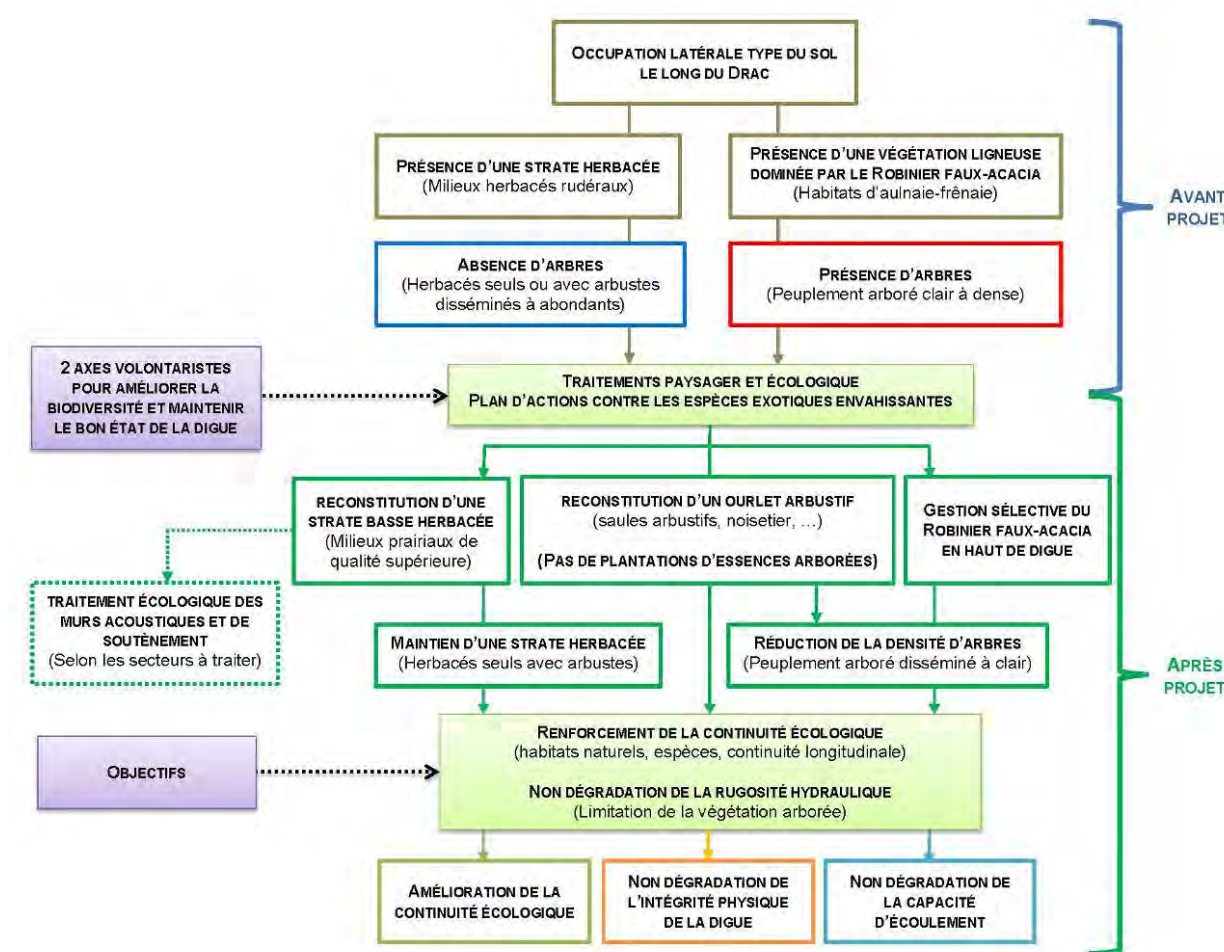 OCCUPATION LATÉRALE TYPE DU SOL
LE LONG DU DRAC
PRÉSENCE D'UNE STRATE HERBACÉE
(Milieux herbacés rudéraux)
PRÉSENCE D'UNE VÉGÉTATION LIGNEUSE
DOMINÉE PAR LE ROBINIER FAUX-ACACIA
(Habitats d'aulnaie-frênaie)
AVANT
PROJET
ABSENCE D'ARBRES
(Herbacés seuls ou avec arbustes
disséminés à abondants)
PRÉSENCE D'ARBRES
(Peuplement arboré clair à dense)
2 AXES VOLONTARISTES
POUR AMÉLIORER LA
BIODIVERSITÉ ET MAINTENIR
LE BON ÉTAT DE LA DIGUE
TRAITEMENTS PAYSAGER ET ÉCOLOGIQUE
PLAN D'ACTIONS CONTRE LES ESPÈCES EXOTIQUES ENVAHISSANTES
RECONSTITUTION D'UNE
STRATE BASSE HERBACÉE
(Milieux prairiaux de
qualité supérieure)
RECONSTITUTION D'UN OURLET ARBUSTIF
(saules arbustifs, noisetier, ...)
(PAS DE PLANTATIONS D'ESSENCES ARBORÉES)
GESTION SÉLECTIVE DU
ROBINIER FAUX-ACACIA
EN HAUT DE DIGUE
TRAITEMENT ÉCOLOGIQUE DES
MURS ACOUSTIQUES ET DE
SOUTÈNEMENT
(Selon les secteurs à traiter)
MAINTIEN D'UNE STRATE HERBACÉE
(Herbacés seuls avec arbustes)
RÉDUCTION DE LA DENSITÉ D'ARBRES
(Peuplement arboré disséminé à clair)
APRÈS
PROJET
OBJECTIFS
RENFORCEMENT DE LA CONTINUITÉ ÉCOLOGIQUE
(habitats naturels, espèces, continuité longitudinale)
NON DÉGRADATION DE LA RUGOSITÉ HYDRAULIQUE
(Limitation de la végétation arborée)
AMÉLIORATION DE LA
CONTINUITÉ ÉCOLOGIQUE
NON DÉGRADATION DE
L'INTÉGRITÉ PHYSIQUE
DE LA DIGUE
NON DÉGRADATION DE
LA CAPACITÉ
D'ÉCOULEMENT